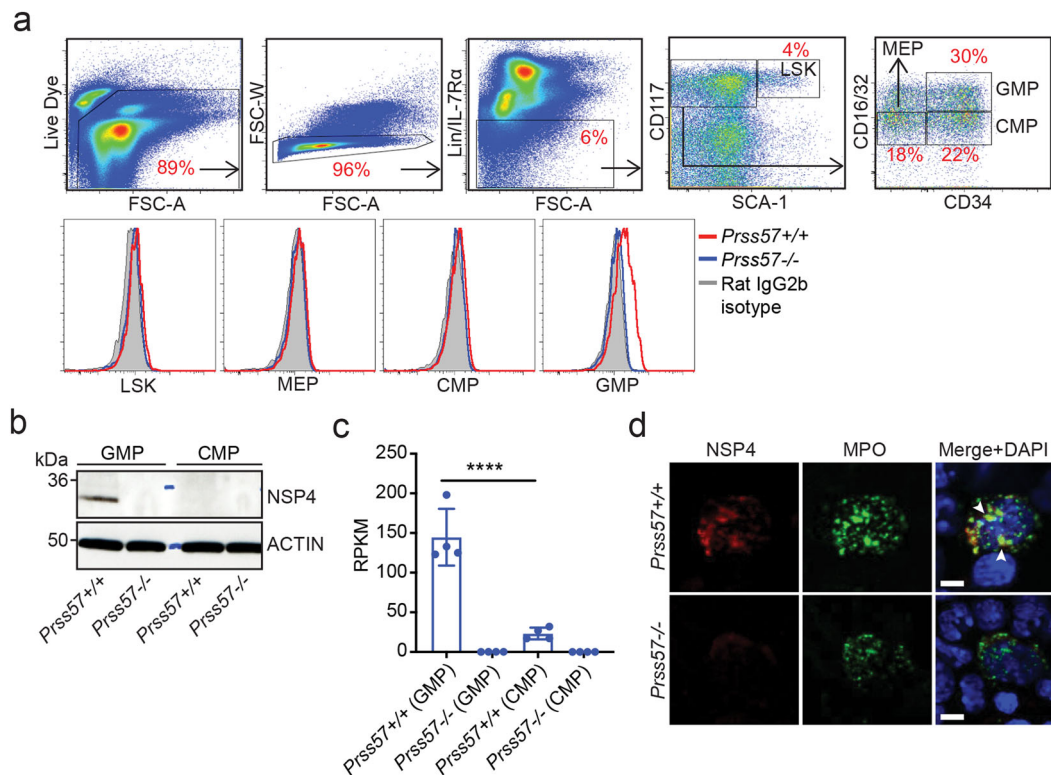 a
Live Dye
89%
FSC-A
FSC-W
96%
FSC-A
Lin/IL-7Rα
6%
FSC-A
CD117
4%
LSK
SCA-1
CD16/32
MEP
30%
GMP
CMP
18%
22%
CD34
LSK
MEP
CMP
GMP
Prss57+/+
Prss57-/-
Rat IgG2b
isotype
b
GMP CMP
kDa
36
NSP4
50
ACTIN
Prss57+/+
Prss57-/-
Prss57+/+
Prss57-/-
c
RPKM
250
200
150
100
50
0
****
Prss57+/+ (GMP)
Prss57-/- (GMP)
Prss57+/+ (CMP)
Prss57-/- (CMP)
d
NSP4 MPO Merge+DAPI
Prss57+/+
Prss57-/-